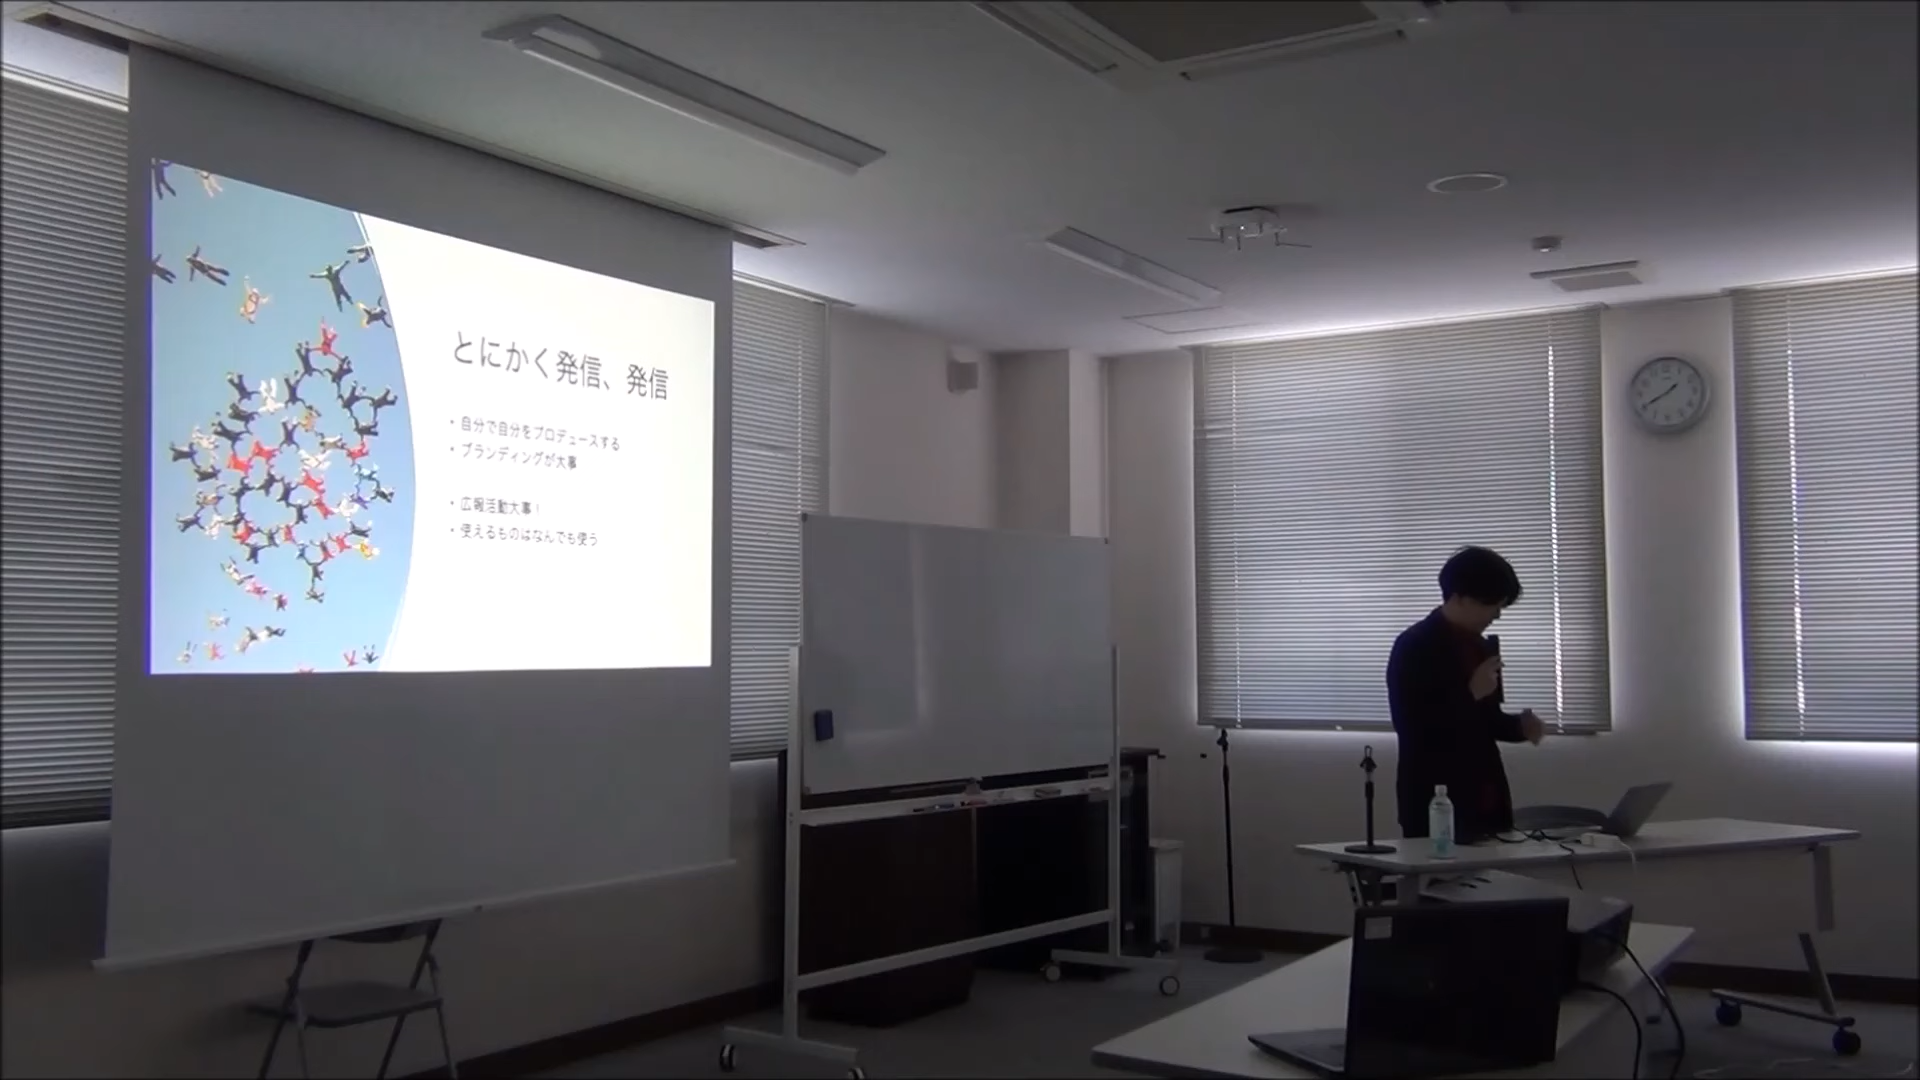 とにかく発信、発信
• 自分で自分をプロデュースする
• ブランディングが大事
• 広報活動大事！
• 使えるものはなんでも使う